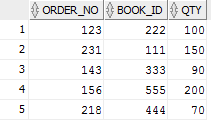 ORDER_NO BOOK_ID QTY
1 123 222 100
2 231 111 150
3 143 333 90
4 156 555 200
5 218 444 70